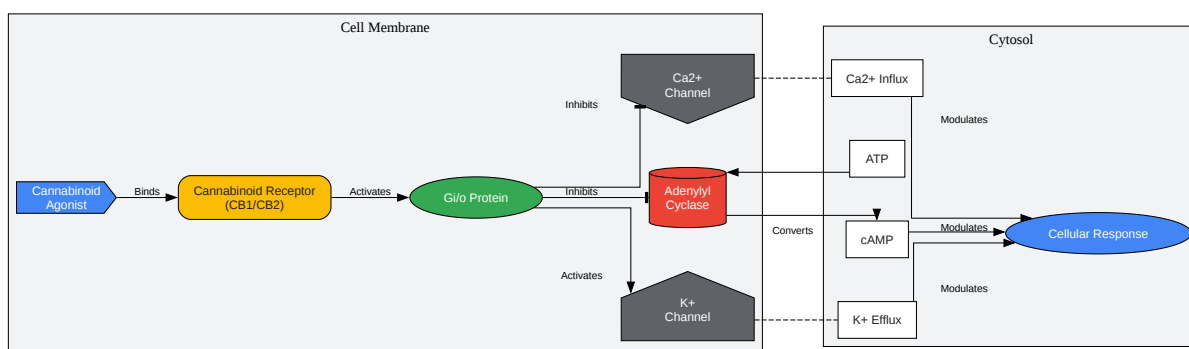 Cell Membrane
Cytosol
Ca2+
Channel
Ca2+ Influx
Inhibits
Modulates
ATP
Cannabinoid
Agonist
Binds
Cannabinoid Receptor
(CB1/CB2)
Activates
Gi/o Protein
Inhibits
Adenylyl
Cyclase
Converts
cAMP
Modulates
Cellular Response
Activates
K+
Channel
Modulates
K+ Efflux